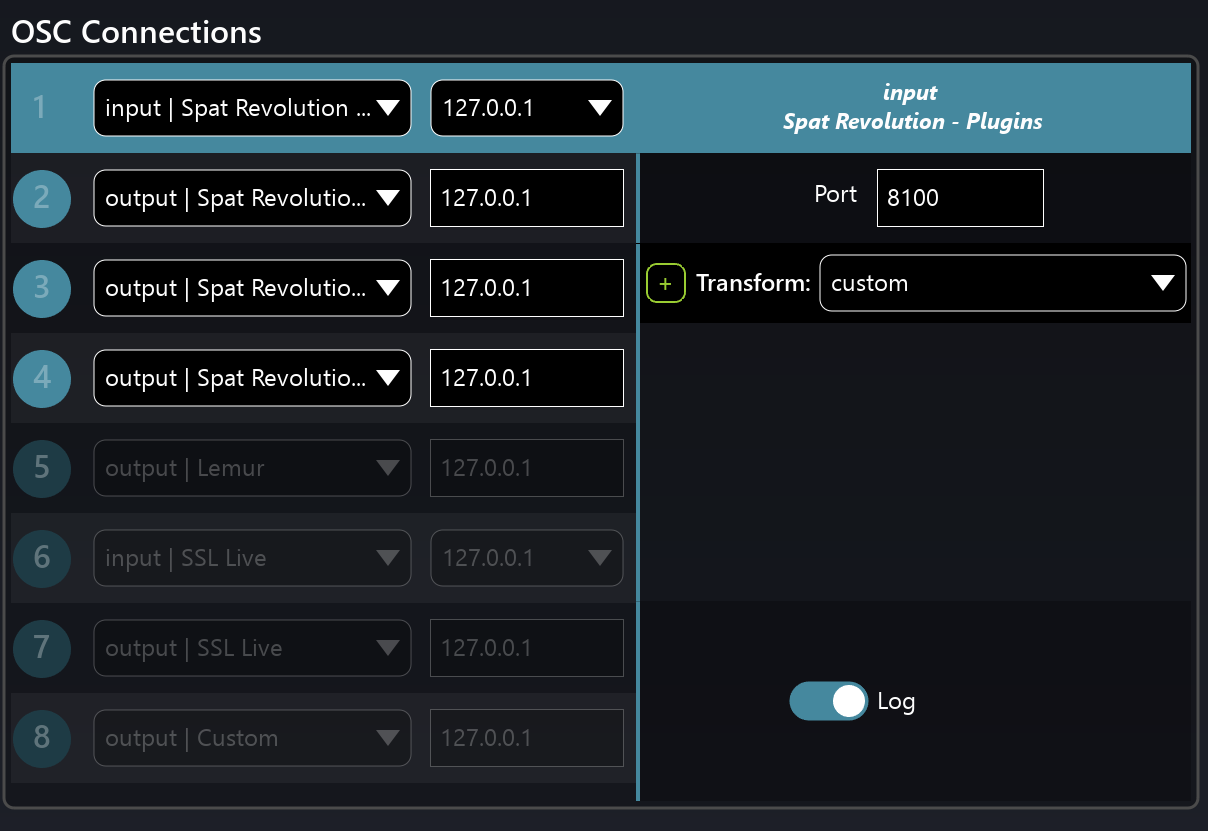 OSC Connections
1 input | Spat Revolution ... 127.0.0.1
input
Spat Revolution - Plugins
2 output | Spat Revolutio... 127.0.0.1
Port 8100
3 output | Spat Revolutio... 127.0.0.1
+ Transform: custom
4 output | Spat Revolutio... 127.0.0.1
5 output | Lemur 127.0.0.1
6 input | SSL Live 127.0.0.1
7 output | SSL Live 127.0.0.1
Log
8 output | Custom 127.0.0.1